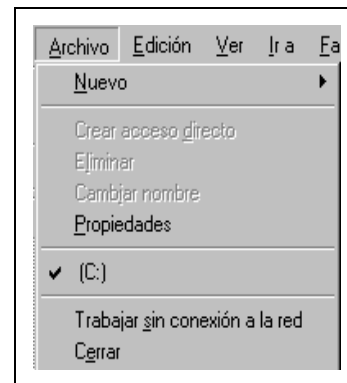 Archivo Edición Ver Ir a Fa
Nuevo
Crear acceso directo
Eliminar
Cambiar nombre
Propiedades
(C:)
Trabajar sin conexión a la red
Cerrar